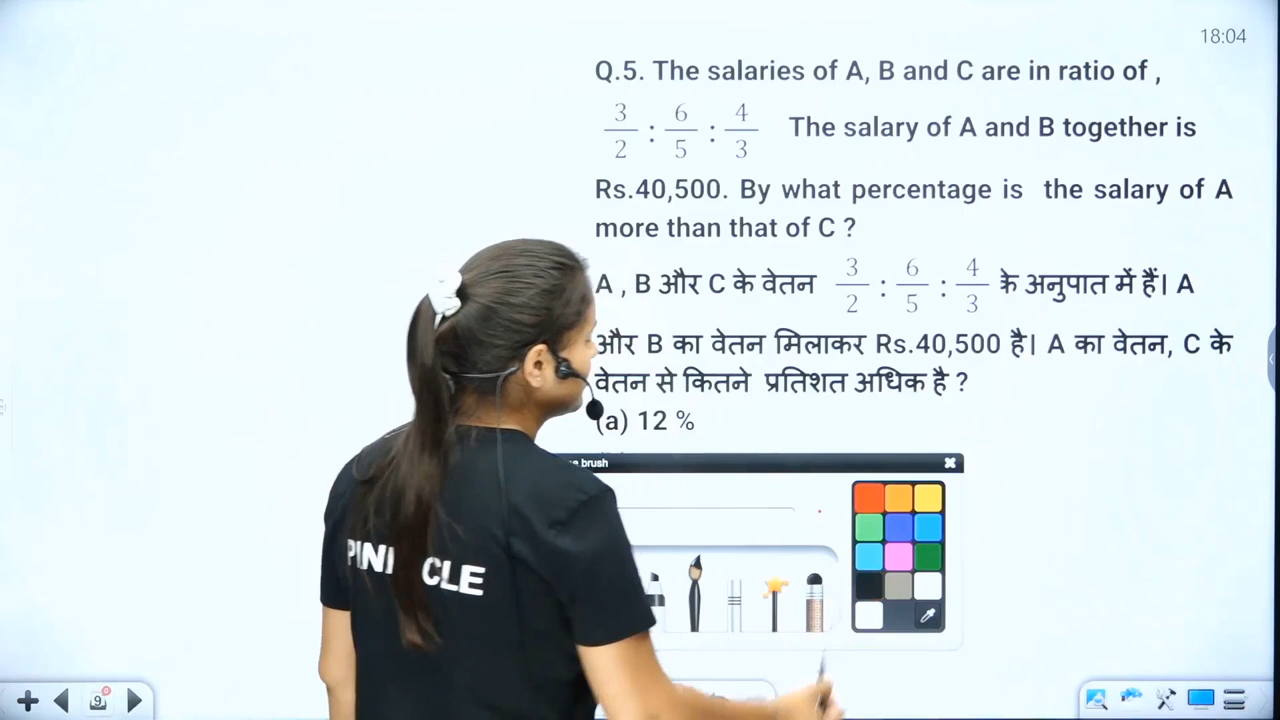 18:04
Q.5. The salaries of A, B and C are in ratio of ,
3/2 : 6/5 : 4/3 The salary of A and B together is
Rs.40,500. By what percentage is the salary of A
more than that of C ?
A , B और C के वेतन 3/2 : 6/5 : 4/3 के अनुपात में हैं। A
और B का वेतन मिलाकर Rs.40,500 है। A का वेतन, C के
वेतन से कितने प्रतिशत अधिक है ?
(a) 12 %
brush
PINN CLE
9
6